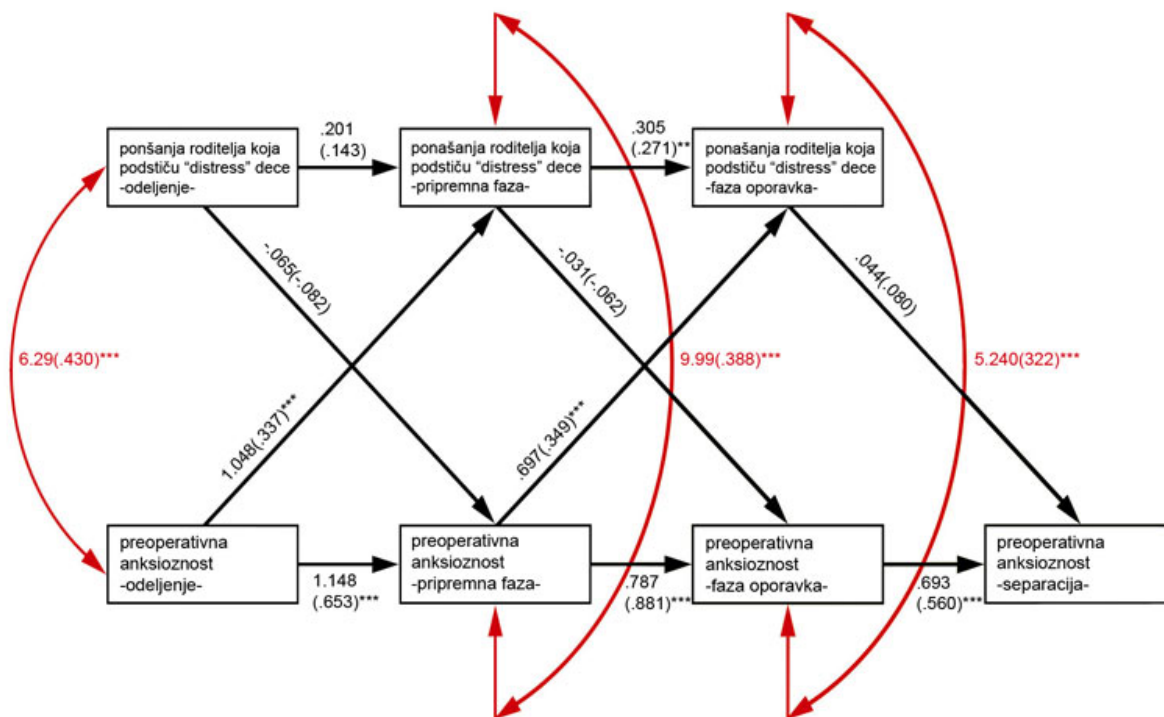 .201
(.143)
.305
(.271)**
ponšanja roditelja koja
podstiču “distress” dece
-odeljenje-
ponašanja roditelja koja
podstiču “distress” dece
-pripremna faza-
ponašanja roditelja koja
podstiču “distress” dece
-faza oporavka-
-.065(-.082)
-.031(-.062)
.044(.080)
6.29(.430)***
9.99(.388)***
5.240(322)***
1.048(.337)***
.697(.349)***
preoperativna
anksioznost
-odeljenje-
preoperativna
anksioznost
-pripremna faza-
preoperativna
anksioznost
-faza oporavka-
preoperativna
anksioznost
-separacija-
1.148
(.653)***
.787
(.881)***
.693
(.560)***